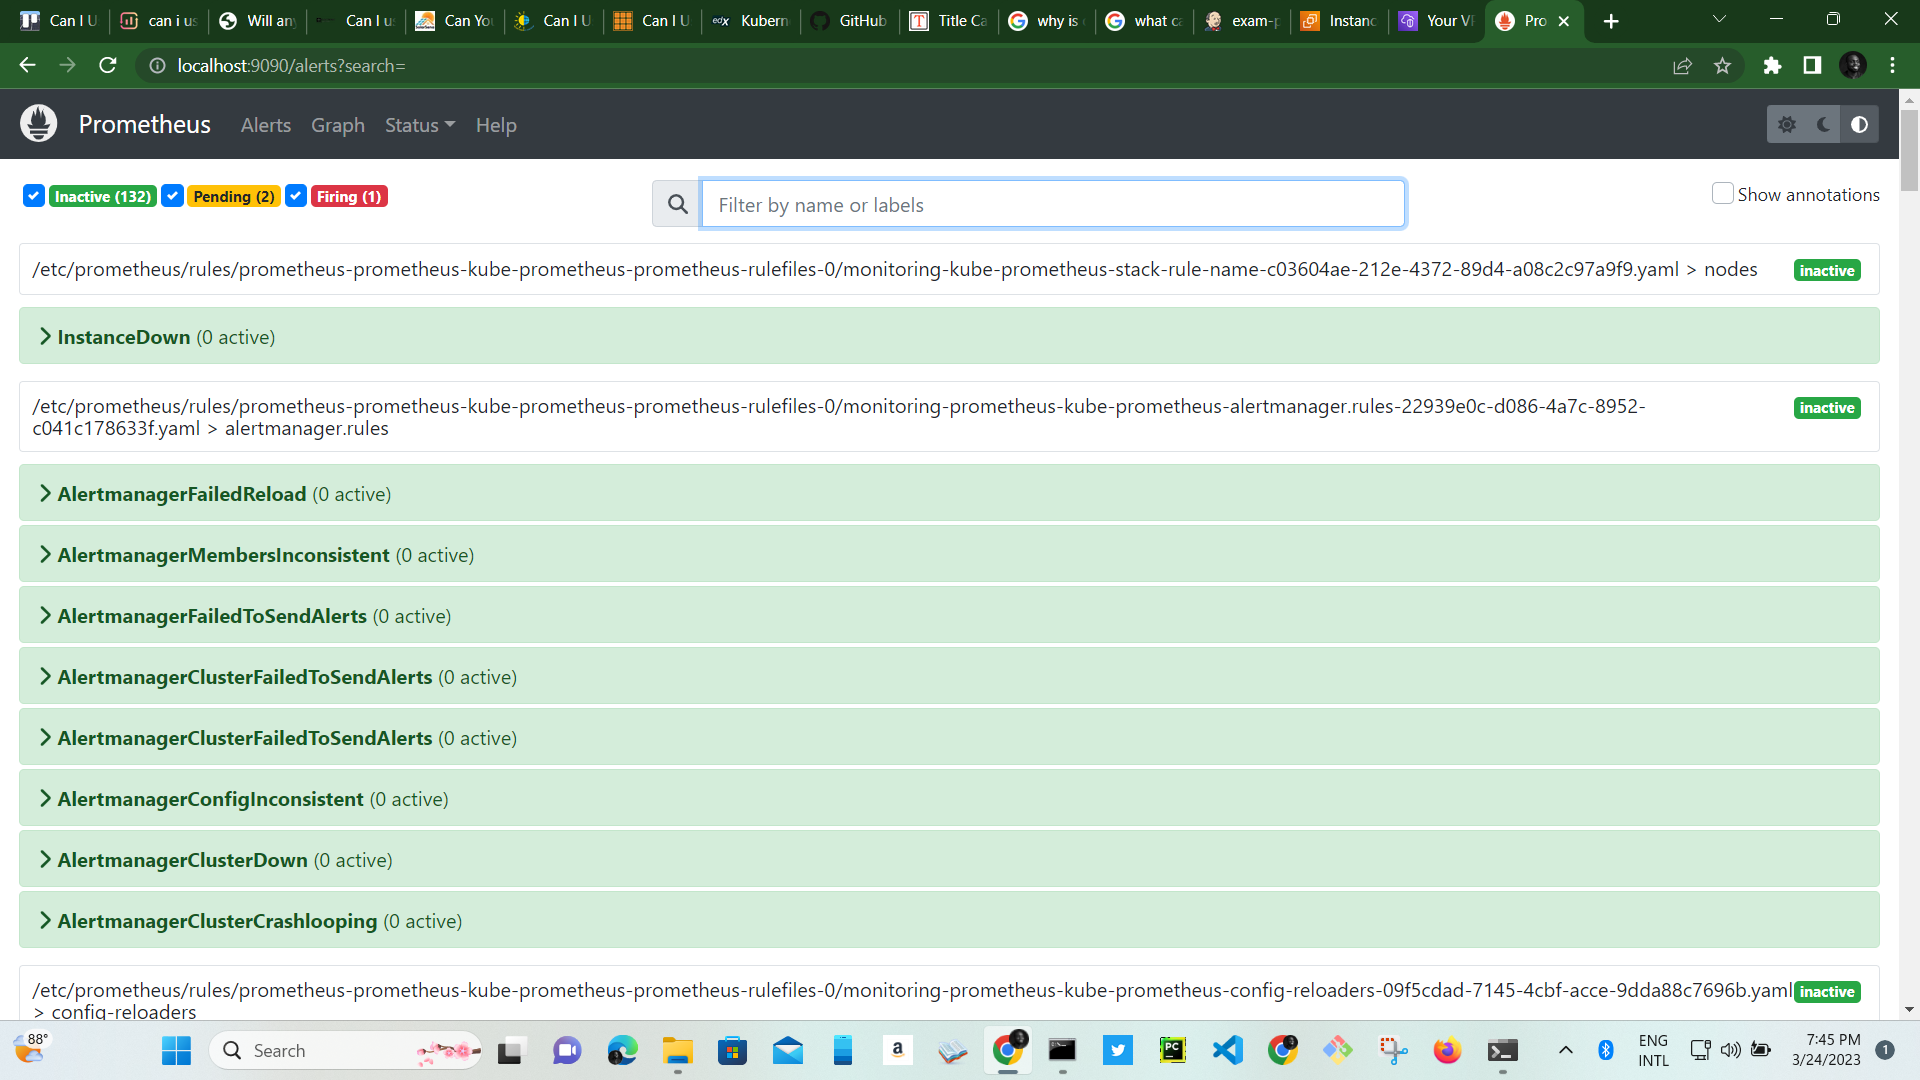 Can I U
can i us
Will any
Can I u
Can You
Can I U
Can I U
edX Kubern
GitHub
T Title Ca
why is
what ca
exam-p
Instanc
Your VP
Pro
localhost:9090/alerts?search=
Prometheus Alerts Graph Status Help
Inactive (132) Pending (2) Firing (1)
Filter by name or labels
Show annotations
/etc/prometheus/rules/prometheus-prometheus-kube-prometheus-prometheus-rulefiles-0/monitoring-kube-prometheus-stack-rule-name-c03604ae-212e-4372-89d4-a08c2c97a9f9.yaml > nodes inactive
InstanceDown (0 active)
/etc/prometheus/rules/prometheus-prometheus-kube-prometheus-prometheus-rulefiles-0/monitoring-prometheus-kube-prometheus-alertmanager.rules-22939e0c-d086-4a7c-8952- inactive
c041c178633f.yaml > alertmanager.rules
AlertmanagerFailedReload (0 active)
AlertmanagerMembersInconsistent (0 active)
AlertmanagerFailedToSendAlerts (0 active)
AlertmanagerClusterFailedToSendAlerts (0 active)
AlertmanagerClusterFailedToSendAlerts (0 active)
AlertmanagerConfigInconsistent (0 active)
AlertmanagerClusterDown (0 active)
AlertmanagerClusterCrashlooping (0 active)
/etc/prometheus/rules/prometheus-prometheus-kube-prometheus-prometheus-rulefiles-0/monitoring-prometheus-kube-prometheus-config-reloaders-09f5cdad-7145-4cbf-acce-9dda88c7696b.yaml inactive
> config-reloaders
88°
Search
a
PC
ENG
INTL
7:45 PM
3/24/2023
1